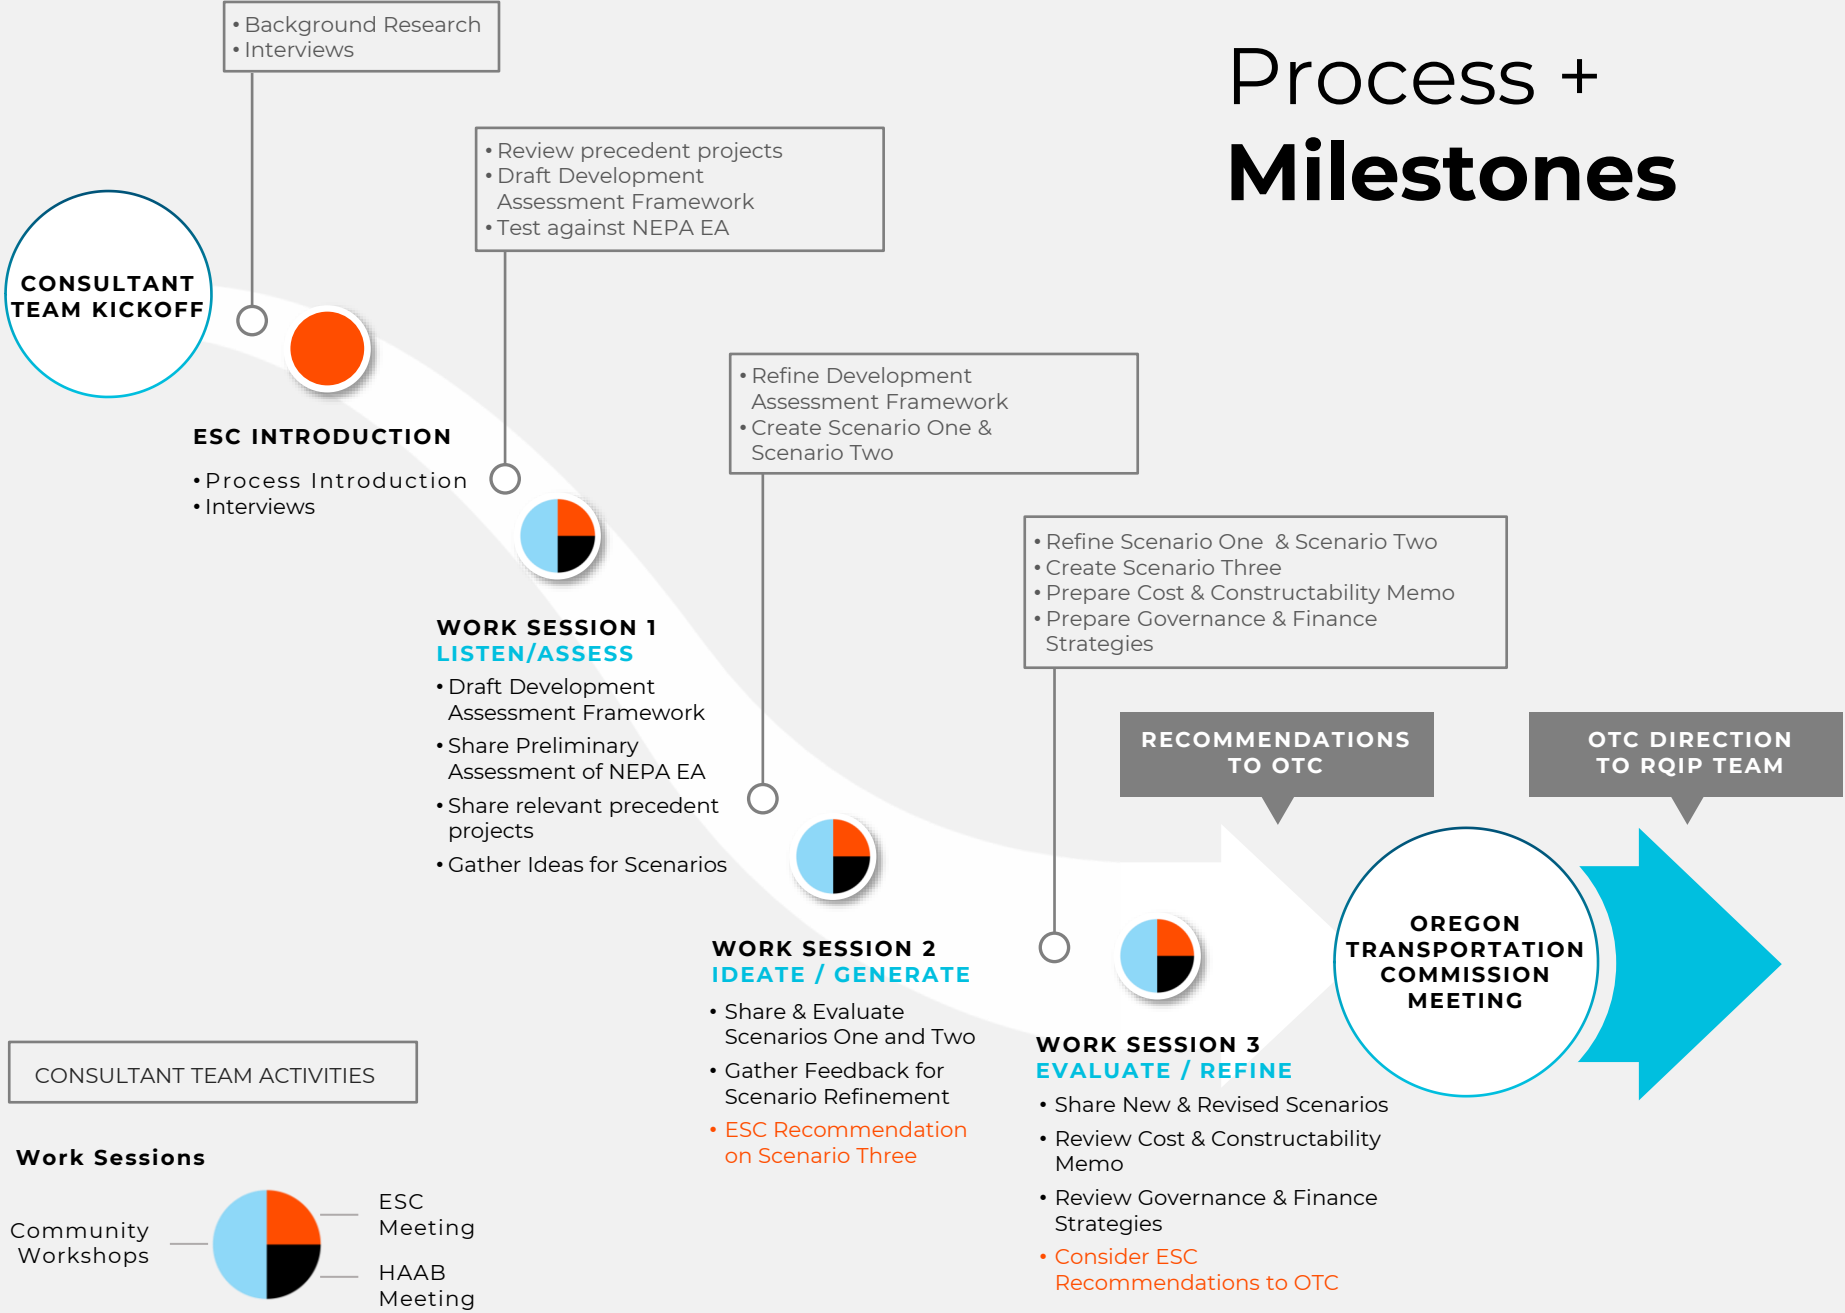 Process +
Milestones
• Background Research
• Interviews
• Review precedent projects
• Draft Development
Assessment Framework
• Test against NEPA EA
CONSULTANT
TEAM KICKOFF
ESC INTRODUCTION
• Process Introduction
• Interviews
• Refine Development
Assessment Framework
• Create Scenario One &
Scenario Two
• Refine Scenario One & Scenario Two
• Create Scenario Three
• Prepare Cost & Constructability Memo
• Prepare Governance & Finance
Strategies
WORK SESSION 1
LISTEN/ASSESS
• Draft Development
Assessment Framework
• Share Preliminary
Assessment of NEPA EA
• Share relevant precedent
projects
• Gather Ideas for Scenarios
RECOMMENDATIONS
TO OTC
OTC DIRECTION
TO RQIP TEAM
WORK SESSION 2
IDEATE / GENERATE
• Share & Evaluate
Scenarios One and Two
• Gather Feedback for
Scenario Refinement
• ESC Recommendation
on Scenario Three
WORK SESSION 3
EVALUATE / REFINE
• Share New & Revised Scenarios
• Review Cost & Constructability
Memo
• Review Governance & Finance
Strategies
• Consider ESC
Recommendations to OTC
OREGON
TRANSPORTATION
COMMISSION
MEETING
CONSULTANT TEAM ACTIVITIES
Work Sessions
Community
Workshops
ESC
Meeting
HAAB
Meeting